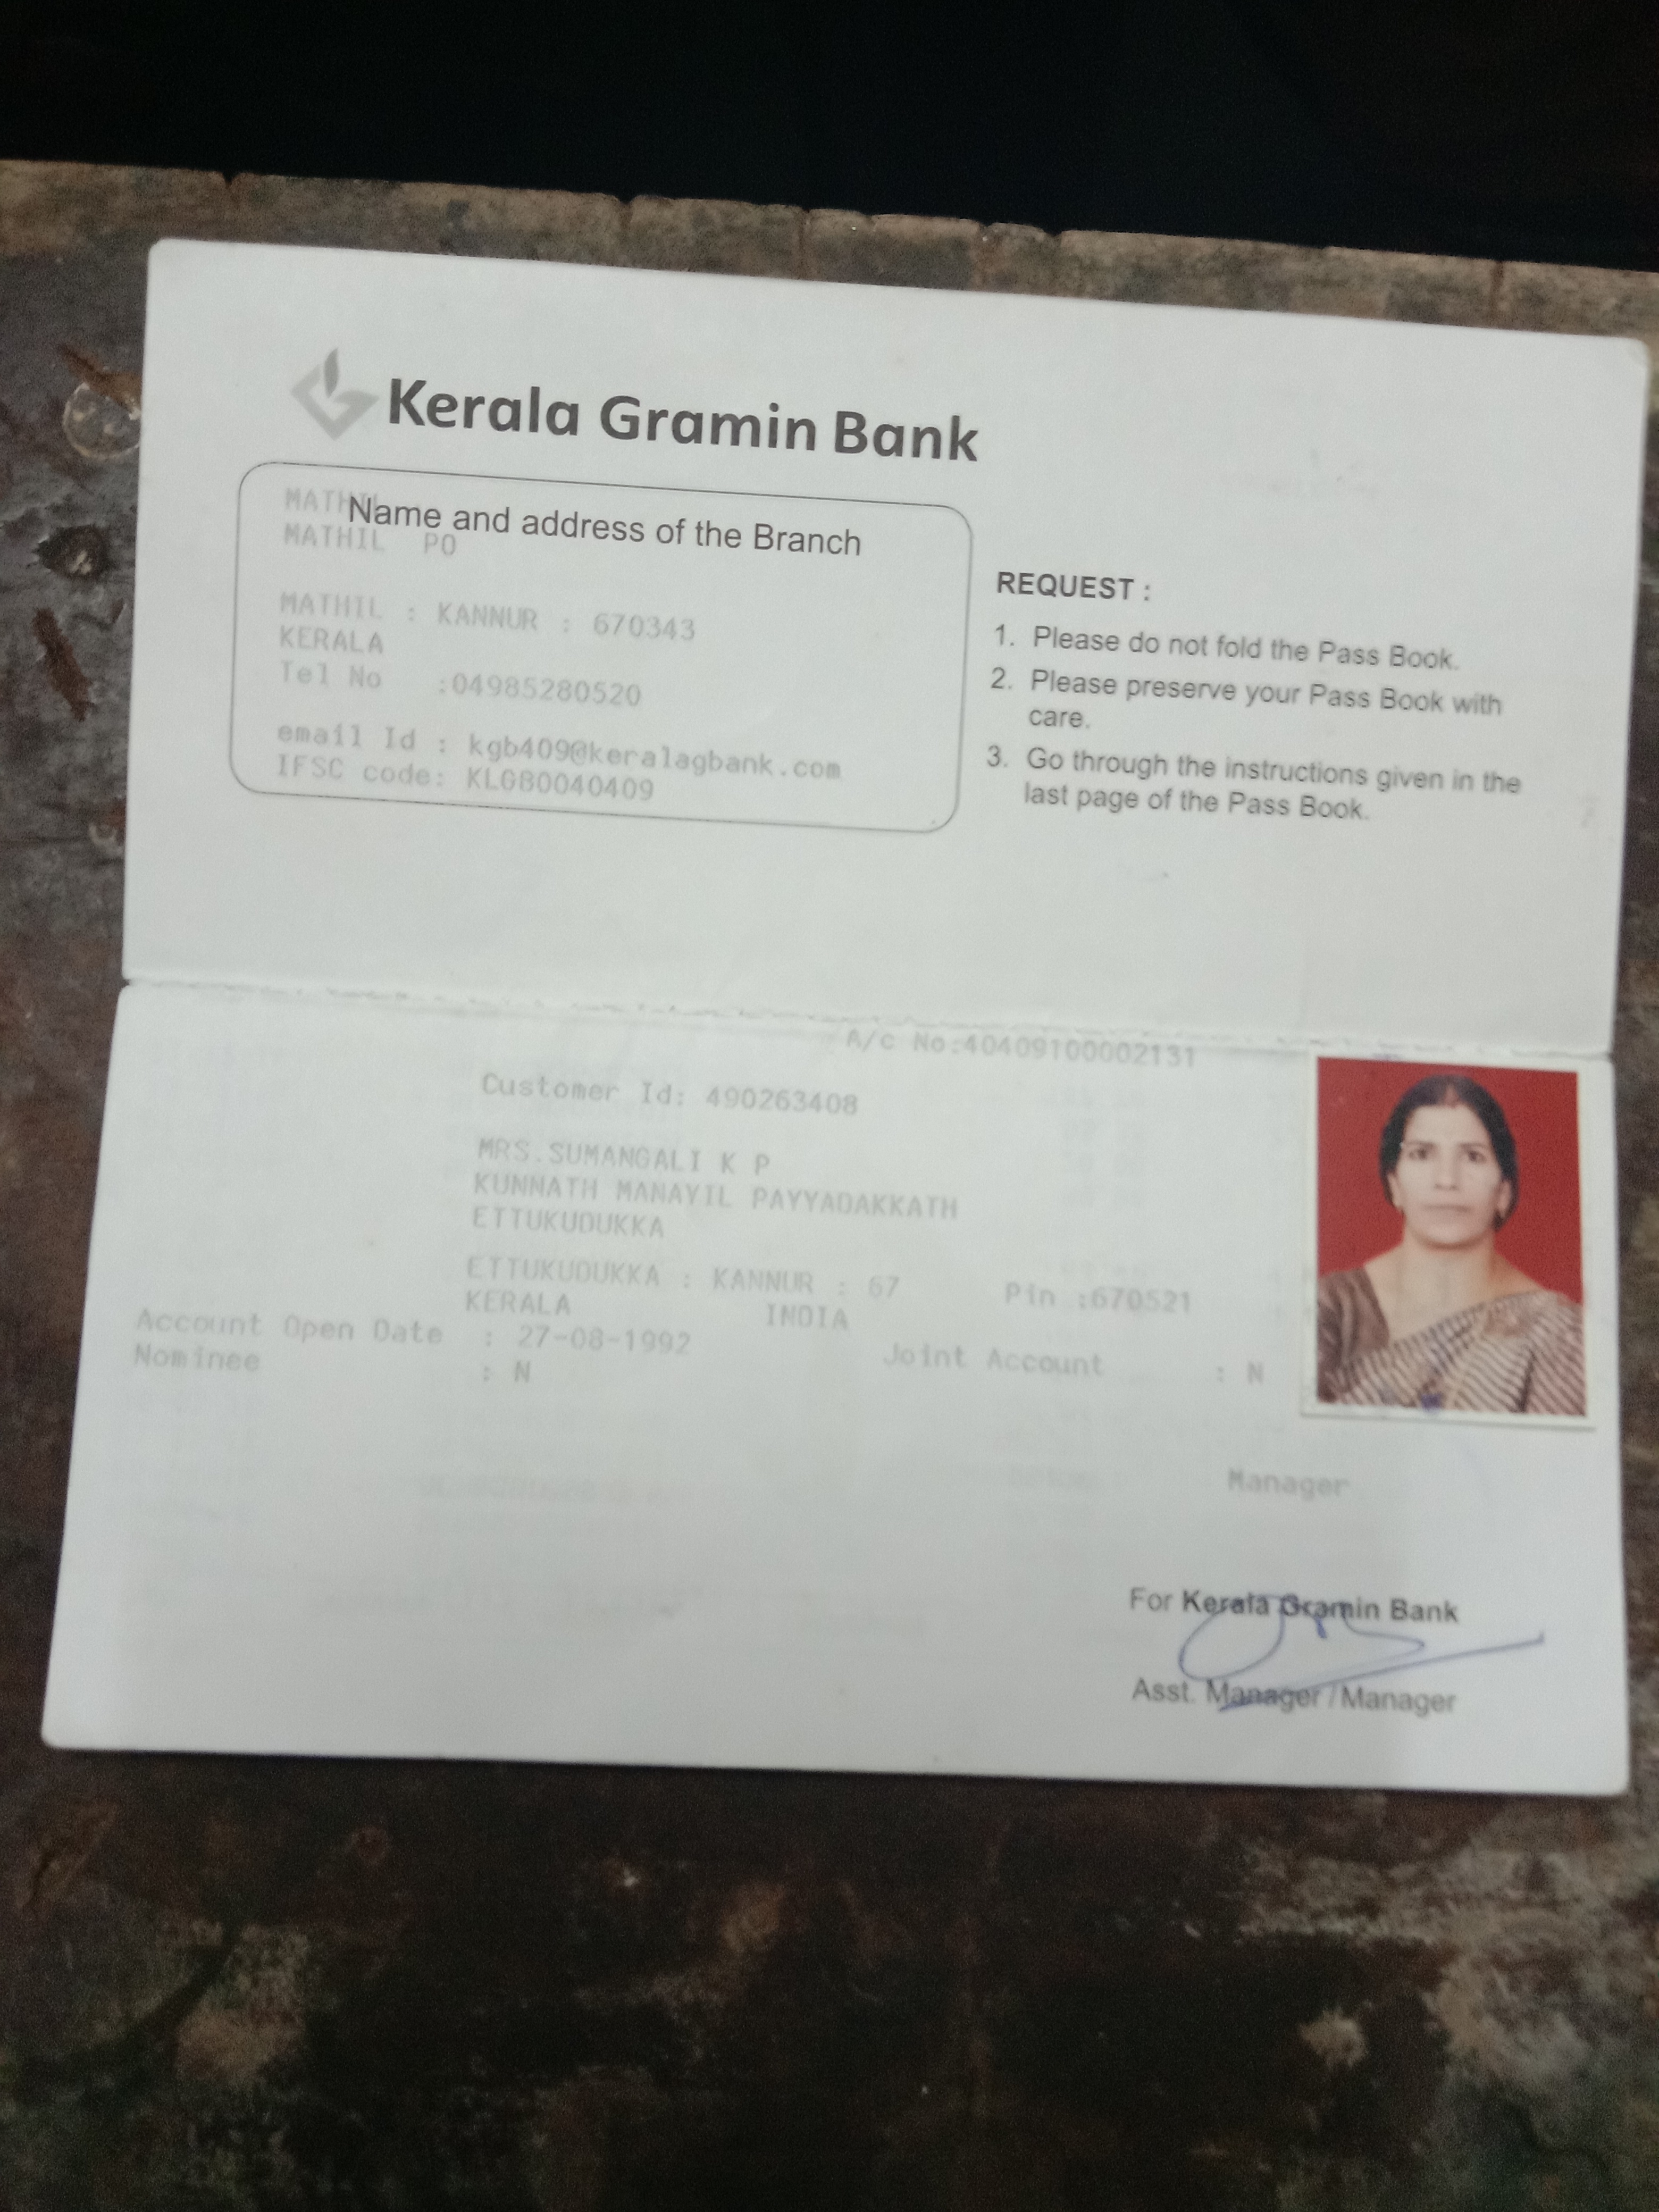 Kerala Gramin Bank
MATHIL
Name and address of the Branch
MATHIL PO
MATHIL : KANNUR : 670343
KERALA
Tel No :04985280520
email Id : kgb409@keralagbank.com
IFSC code: KLGB0040409
REQUEST :
1. Please do not fold the Pass Book.
2. Please preserve your Pass Book with
care.
3. Go through the instructions given in the
last page of the Pass Book.
A/c No:40409100002131
Customer Id: 490263408
MRS.SUMANGALI K P
KUNNATH MANAYIL PAYYADAKKATH
ETTUKUDUKKA
ETTUKUDUKKA : KANNUR : 67 Pin :670521
KERALA INDIA
Account Open Date : 27-08-1992
Nominee : N Joint Account : N
Manager
For Kerala Gramin Bank
Asst. Manager / Manager